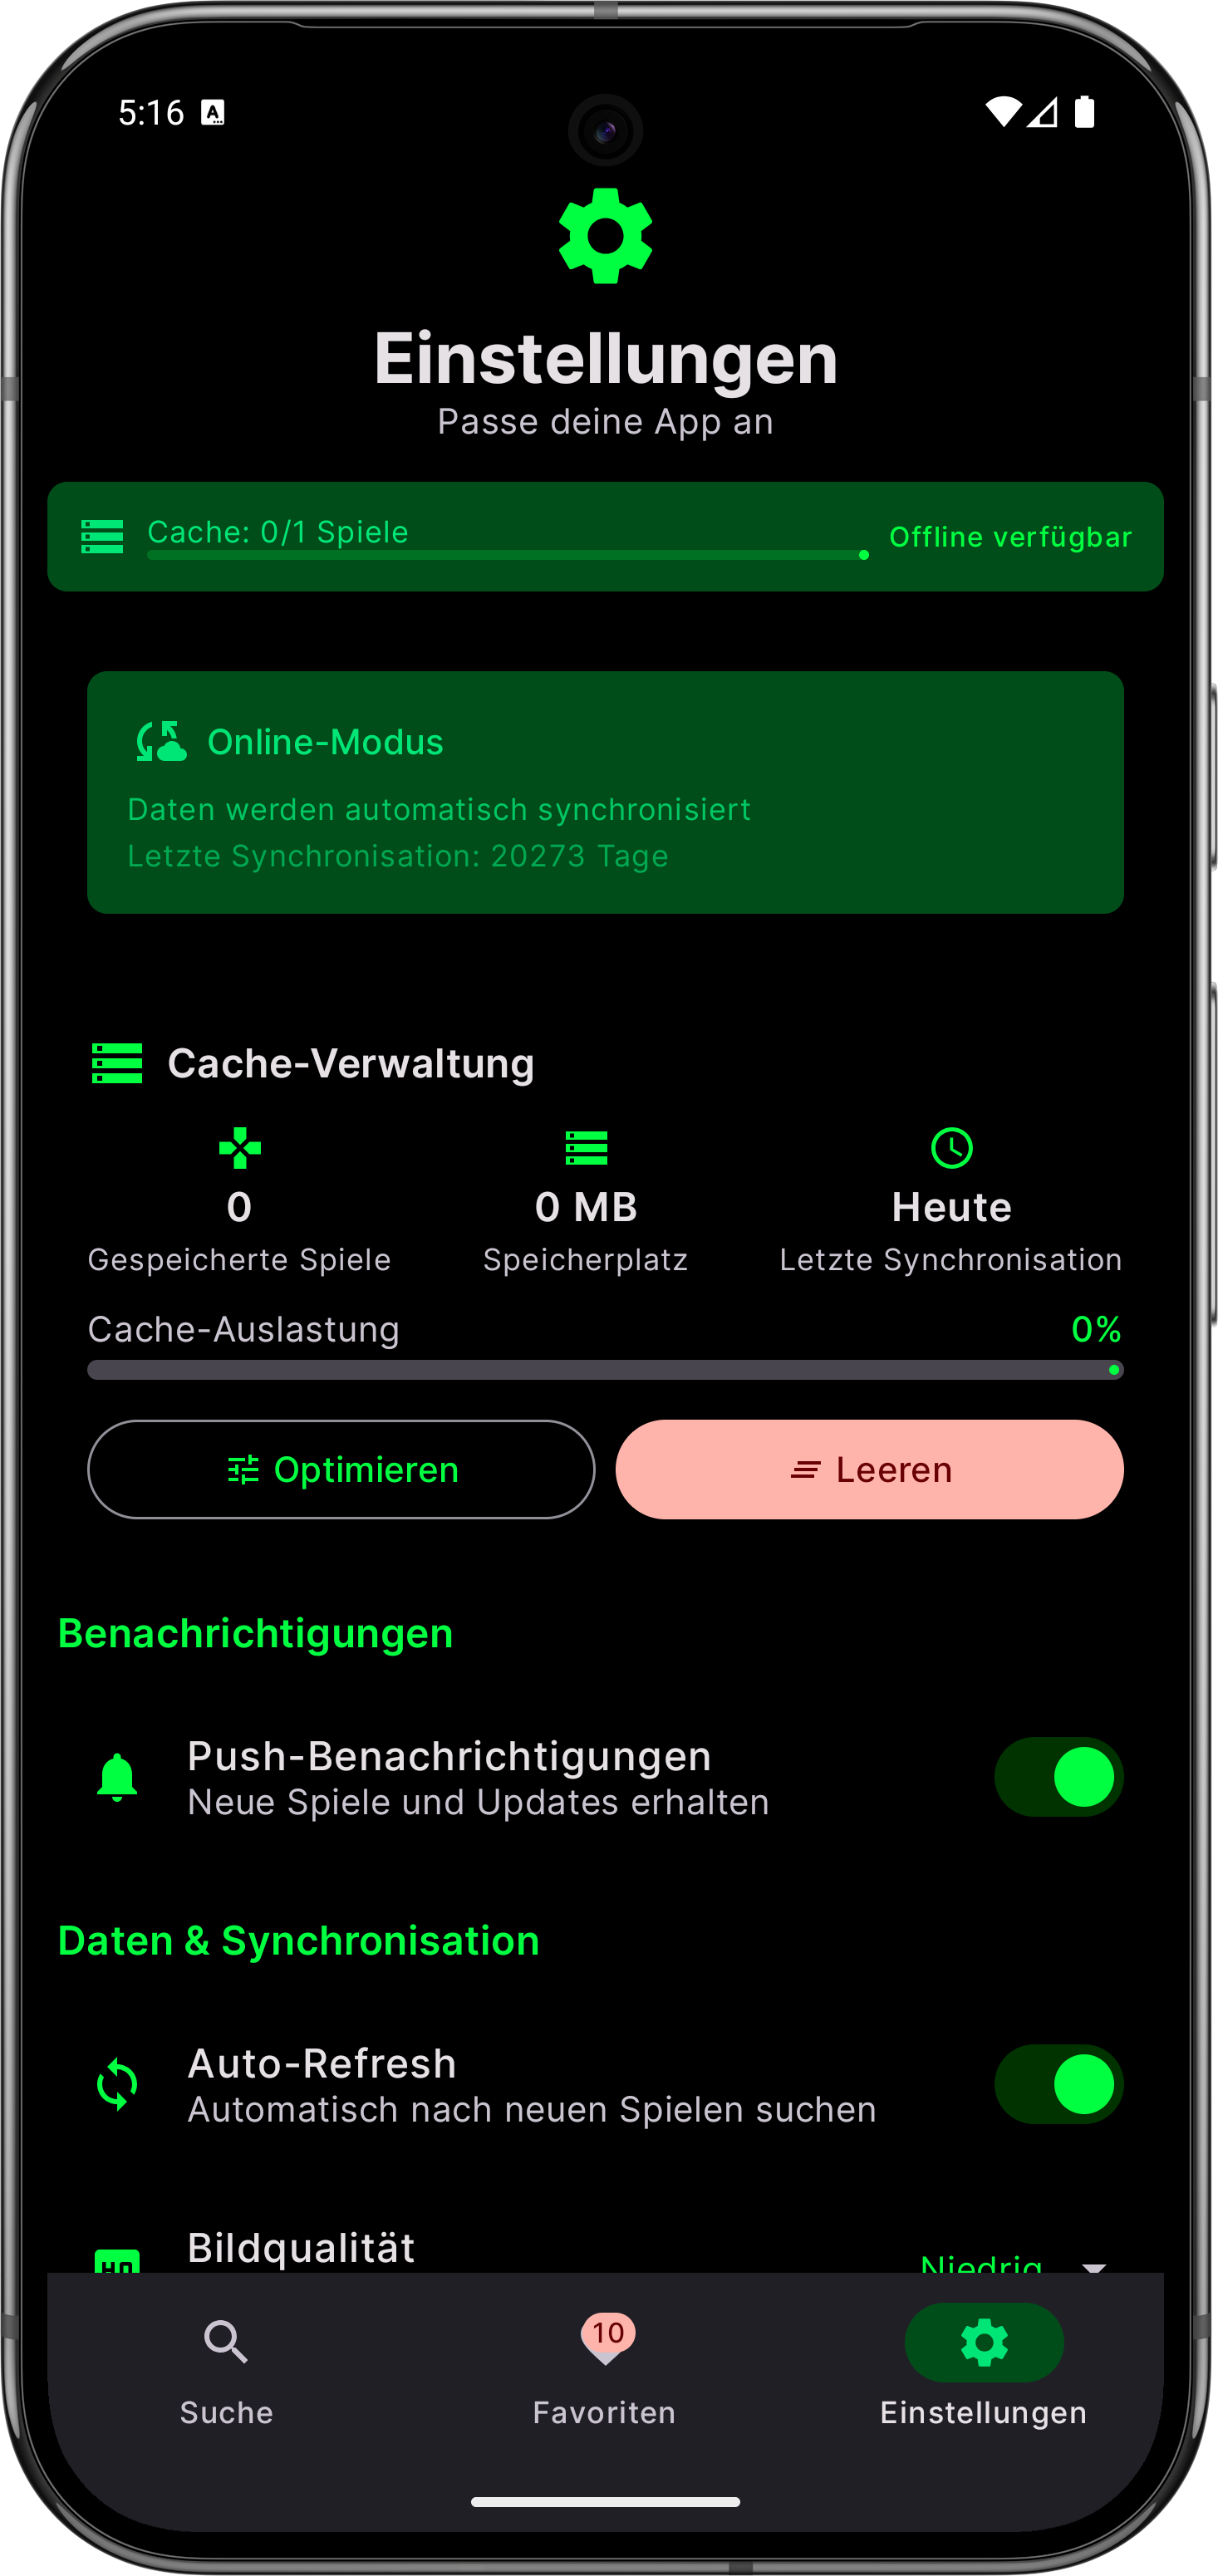 5:16
Einstellungen
Passe deine App an
Cache: 0/1 Spiele
Offline verfügbar
Online-Modus
Daten werden automatisch synchronisiert
Letzte Synchronisation: 20273 Tage
Cache-Verwaltung
0
0 MB
Heute
Gespeicherte Spiele
Speicherplatz
Letzte Synchronisation
Cache-Auslastung
0%
Optimieren
Leeren
Benachrichtigungen
Push-Benachrichtigungen
Neue Spiele und Updates erhalten
Daten & Synchronisation
Auto-Refresh
Automatisch nach neuen Spielen suchen
Bildqualität
HQ
Niedrig
10
Suche
Favoriten
Einstellungen